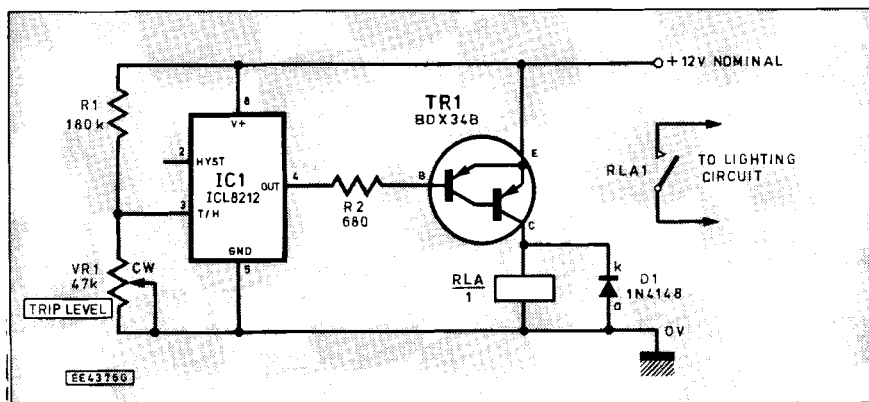 +12V NOMINAL
R1
180k
8
V+
TR1
BDX34B
2
HYST
IC1
ICL8212
OUT
4
3
T/H
GND
5
R2
680
B
E
C
RLA1
TO LIGHTING
CIRCUIT
VR1
47k
CW
TRIP LEVEL
RLA
1
k
D1
1N4148
a
0V
EE4376G